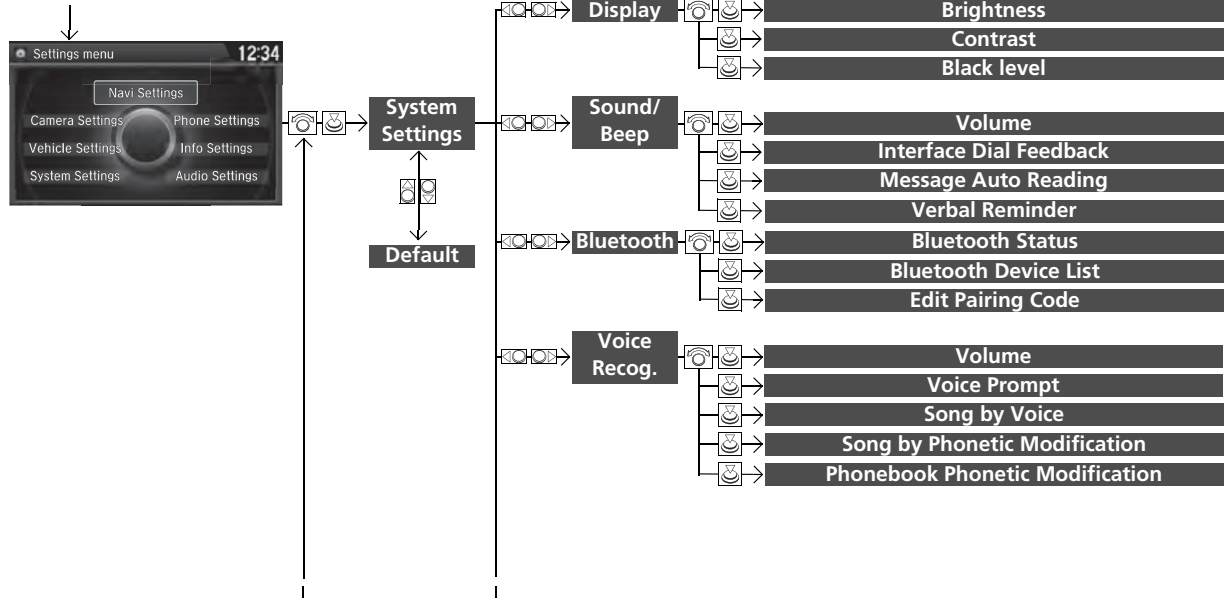 Settings menu
12:34
Navi Settings
Camera Settings
Phone Settings
Vehicle Settings
Info Settings
System Settings
Audio Settings
System
Settings
Default
Display
Brightness
Contrast
Black level
Sound/
Beep
Volume
Interface Dial Feedback
Message Auto Reading
Verbal Reminder
Bluetooth
Bluetooth Status
Bluetooth Device List
Edit Pairing Code
Voice
Recog.
Volume
Voice Prompt
Song by Voice
Song by Phonetic Modification
Phonebook Phonetic Modification